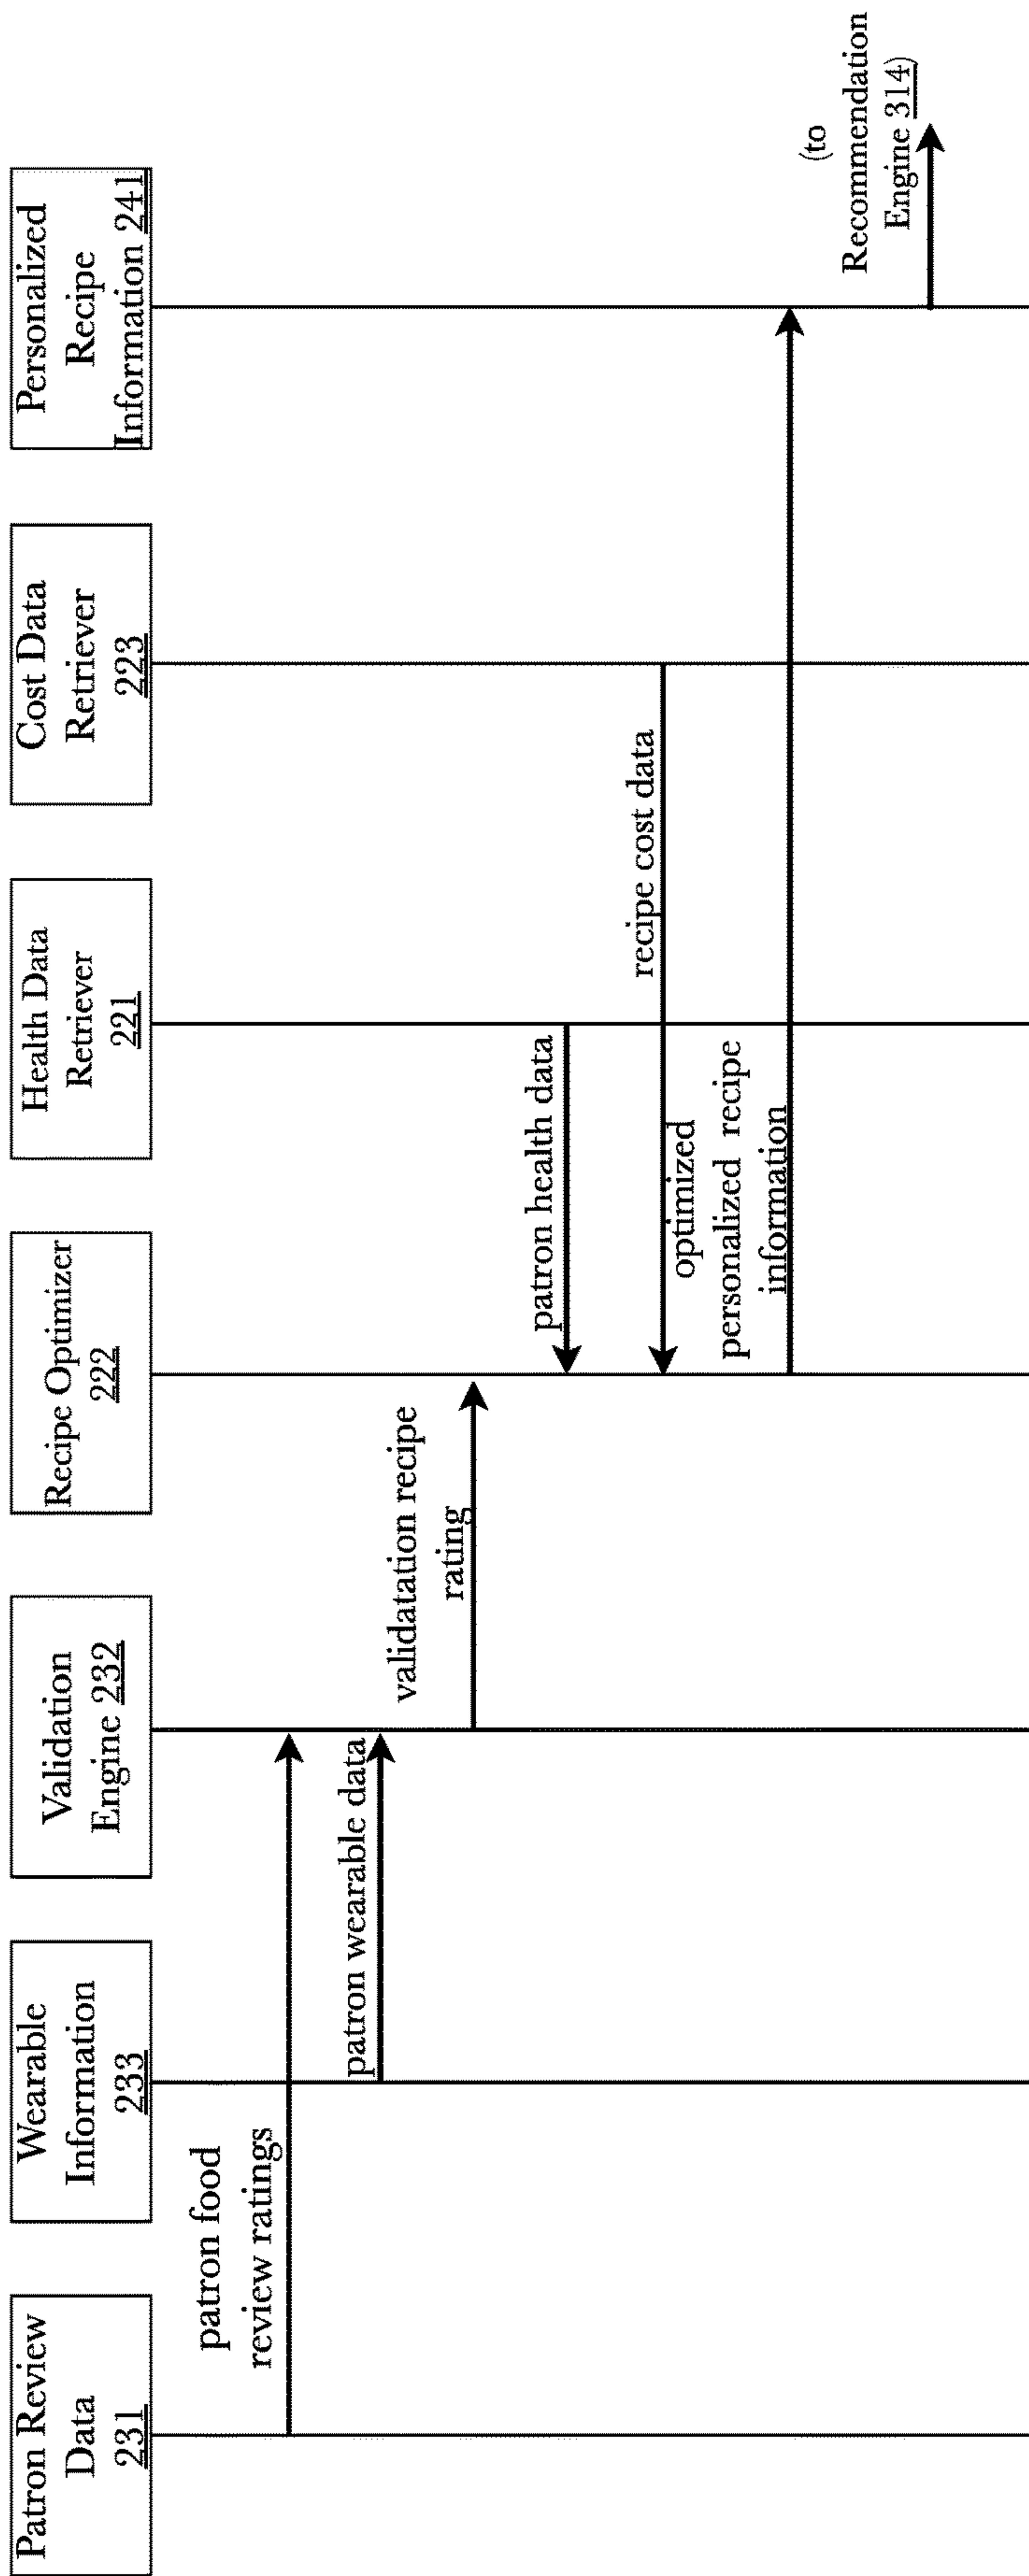 Patron Review
Data
231
Wearable
Information
233
Validation
Engine 232
Recipe Optimizer
222
Health Data
Retriever
221
Cost Data
Retriever
223
Personalized
Recipe
Information 241
patron food
review ratings
patron wearable data
validatation recipe
rating
patron health data
recipe cost data
optimized
personalized recipe
information
(to
Recommendation
Engine 314)